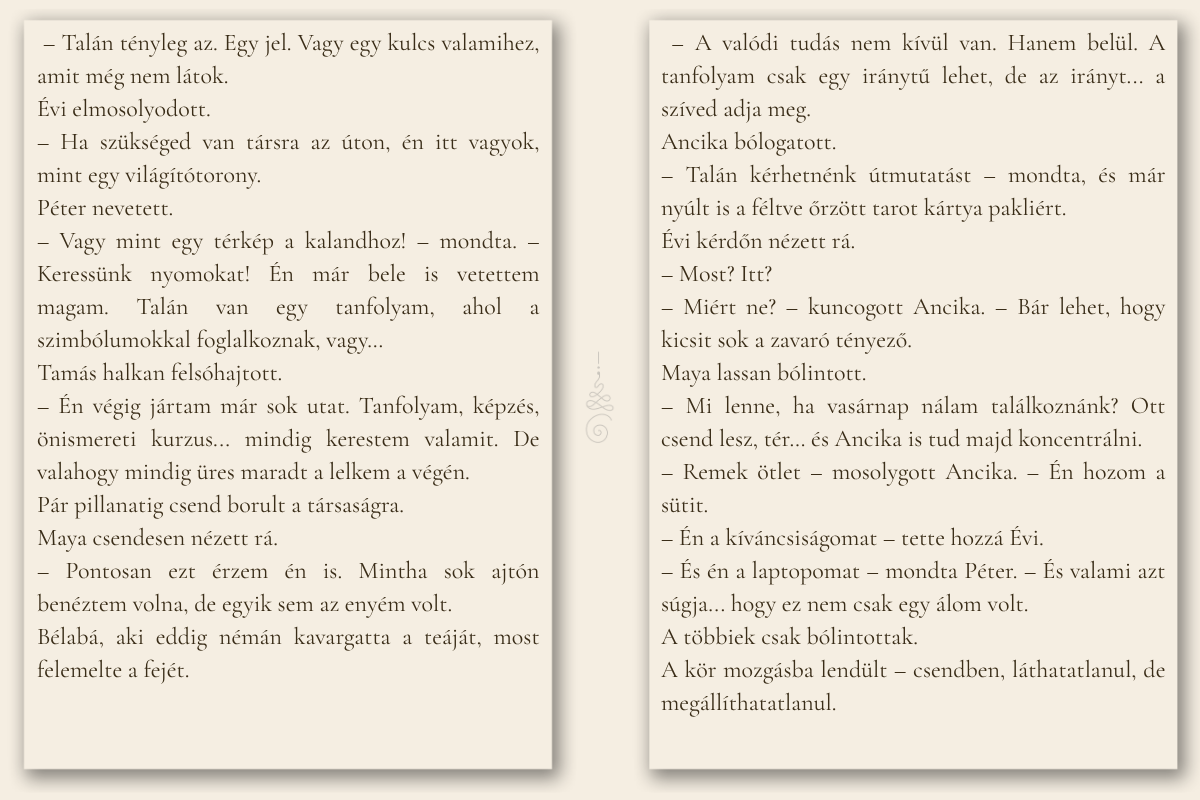 – Talán tényleg az. Egy jel. Vagy egy kulcs valamihez,
amit még nem látok.
Évi elmosolyodott.
– Ha szükséged van társra az úton, én itt vagyok,
mint egy világítótorony.
Péter nevetett.
– Vagy mint egy térkép a kalandhoz! – mondta. –
Keressünk nyomokat! Én már bele is vetettem
magam. Talán van egy tanfolyam, ahol a
szimbólumokkal foglalkoznak, vagy...
Tamás halkan felsóhajtott.
– Én végig jártam már sok utat. Tanfolyam, képzés,
önismereti kurzus... mindig kerestem valamit. De
valahogy mindig üres maradt a lelkem a végén.
Pár pillanatig csend borult a társaságra.
Maya csendesen nézett rá.
– Pontosan ezt érzem én is. Mintha sok ajtón
benéztem volna, de egyik sem az enyém volt.
Bélabá, aki eddig némán kavargatta a teáját, most
felemelte a fejét.
– A valódi tudás nem kívül van. Hanem belül. A
tanfolyam csak egy iránytű lehet, de az irányt... a
szíved adja meg.
Ancika bólogatott.
– Talán kérhetnénk útmutatást – mondta, és már
nyúlt is a féltve őrzött tarot kártya pakliért.
Évi kérdőn nézett rá.
– Most? Itt?
– Miért ne? – kuncogott Ancika. – Bár lehet, hogy
kicsit sok a zavaró tényező.
Maya lassan bólintott.
– Mi lenne, ha vasárnap nálam találkoznánk? Ott
csend lesz, tér... és Ancika is tud majd koncentrálni.
– Remek ötlet – mosolygott Ancika. – Én hozom a
sütit.
– Én a kíváncsiságomat – tette hozzá Évi.
– És én a laptopomat – mondta Péter. – És valami azt
súgja... hogy ez nem csak egy álom volt.
A többiek csak bólintottak.
A kör mozgásba lendült – csendben, láthatatlanul, de
megállíthatatlanul.